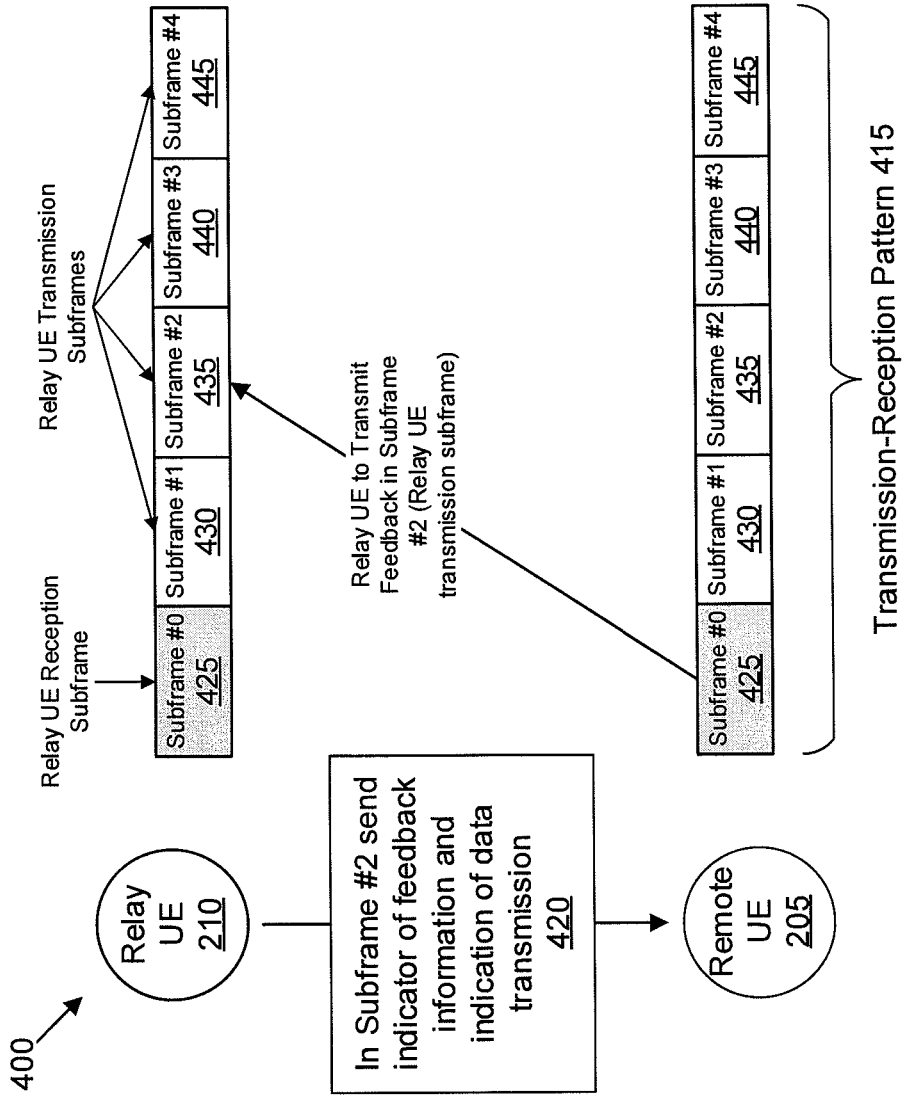 400
Relay
UE
210
In Subframe #2 send
indicator of feedback
information and
indication of data
transmission
420
Remote
UE
205
Relay UE Reception
Subframe
Relay UE Transmission
Subframes
Subframe #0
425
Subframe #1
430
Subframe #2
435
Subframe #3
440
Subframe #4
445
Relay UE to Transmit
Feedback in Subframe
#2 (Relay UE
transmission subframe)
Subframe #0
425
Subframe #1
430
Subframe #2
435
Subframe #3
440
Subframe #4
445
Transmission-Reception Pattern 415